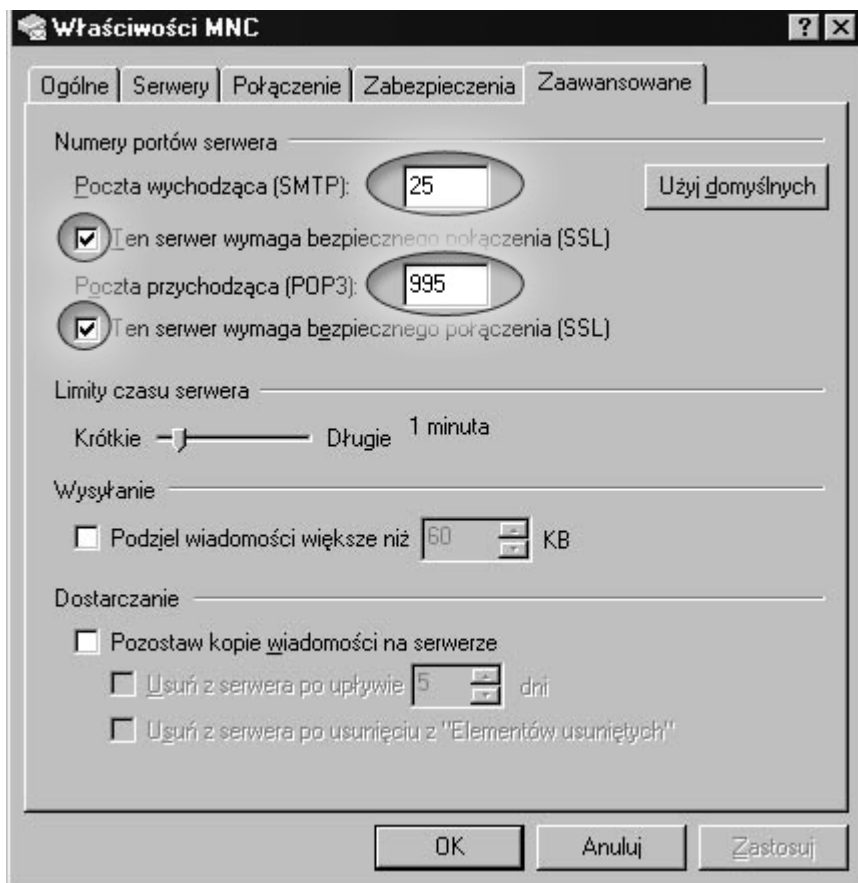 Właściwości MNC
Ogólne Serwery Połączenie Zabezpieczenia Zaawansowane
Numery portów serwera
Poczta wychodząca (SMTP): 25 Użyj domyślnych
Ten serwer wymaga bezpiecznego połączenia (SSL)
Poczta przychodząca (POP3): 995
Ten serwer wymaga bezpiecznego połączenia (SSL)
Limity czasu serwera
Krótkie Długie 1 minuta
Wysyłanie
Podziel wiadomości większe niż 60 KB
Dostarczanie
Pozostaw kopie wiadomości na serwerze
Usuń z serwera po upływie 5 dni
Usuń z serwera po usunięciu z "Elementów usuniętych"
OK Anuluj Zastosuj